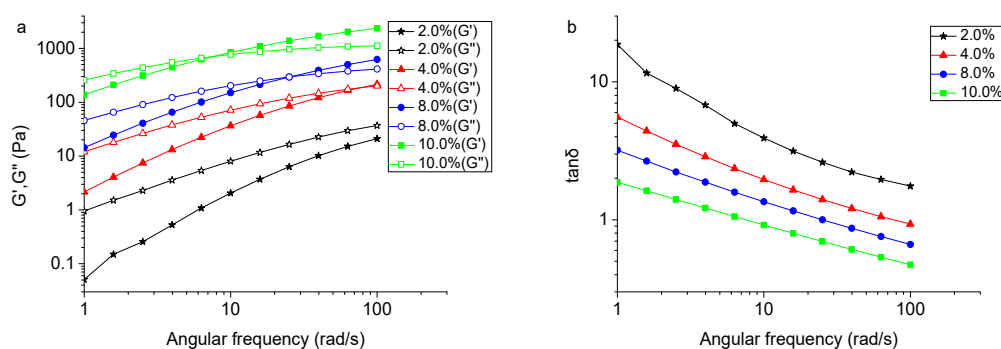 a
1000
100
10
1
0.1
G',G'' (Pa)
1 10 100
Angular frequency (rad/s)
2.0%(G')
2.0%(G'')
4.0%(G')
4.0%(G'')
8.0%(G')
8.0%(G'')
10.0%(G')
10.0%(G'')
b
10
1
tanδ
1 10 100
Angular frequency (rad/s)
2.0%
4.0%
8.0%
10.0%